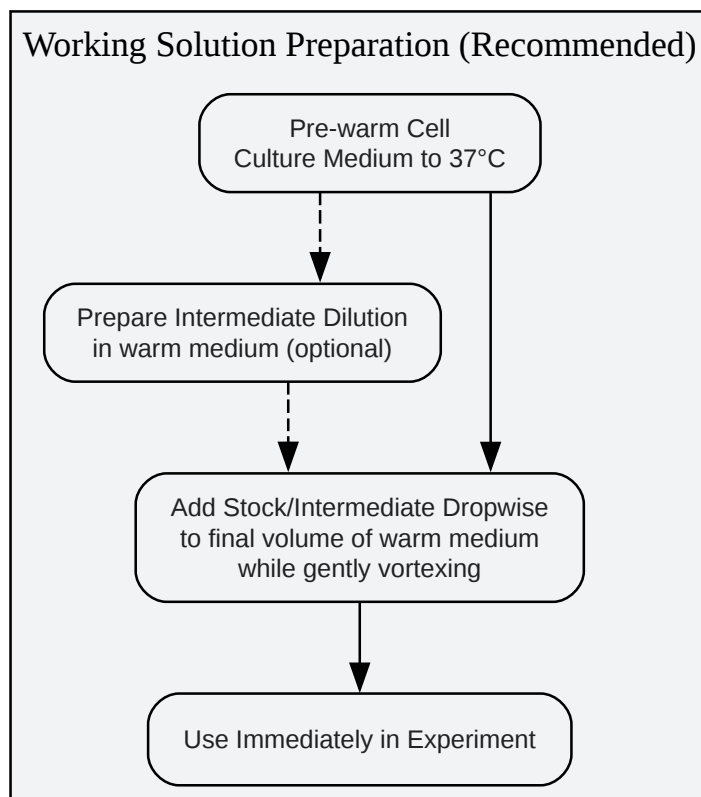 Working Solution Preparation (Recommended)
Pre-warm Cell
Culture Medium to 37°C
Prepare Intermediate Dilution
in warm medium (optional)
Add Stock/Intermediate Dropwise
to final volume of warm medium
while gently vortexing
Use Immediately in Experiment